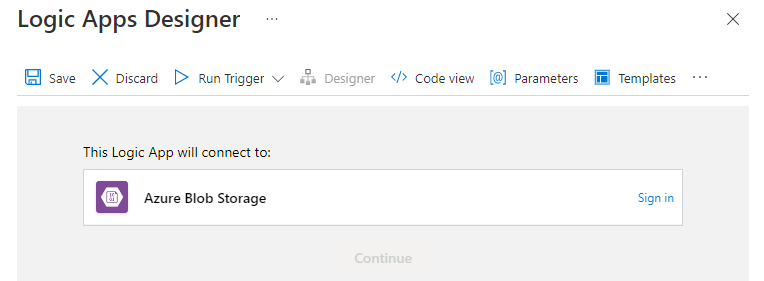 Logic Apps Designer ...
Save Discard Run Trigger Designer Code view Parameters Templates ...
This Logic App will connect to:
Azure Blob Storage Sign in
Continue